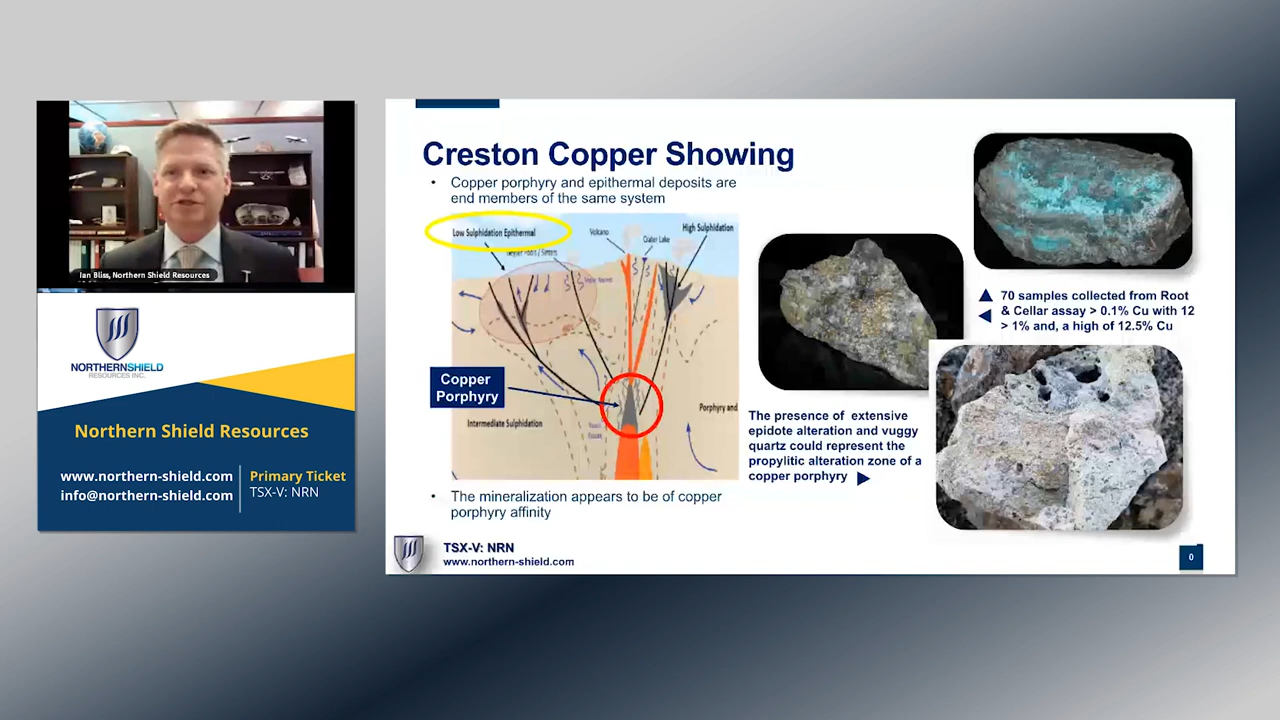 Ian Bliss, Northern Shield Resources
NORTHERNSHIELD
RESOURCES INC.
Northern Shield Resources
www.northern-shield.com
info@northern-shield.com
Primary Ticket
TSX-V: NRN
Creston Copper Showing
• Copper porphyry and epithermal deposits are
end members of the same system
Low Sulphidation Epithermal
Volcano
Crater Lake
High Sulphidation
Geyser Pools / Sinters
Copper
Porphyry
Intermediate Sulphidation
Porphyry and
• The mineralization appears to be of copper
porphyry affinity
70 samples collected from Root
& Cellar assay > 0.1% Cu with 12
> 1% and, a high of 12.5% Cu
The presence of extensive
epidote alteration and vuggy
quartz could represent the
propylitic alteration zone of a
copper porphyry
TSX-V: NRN
www.northern-shield.com
0